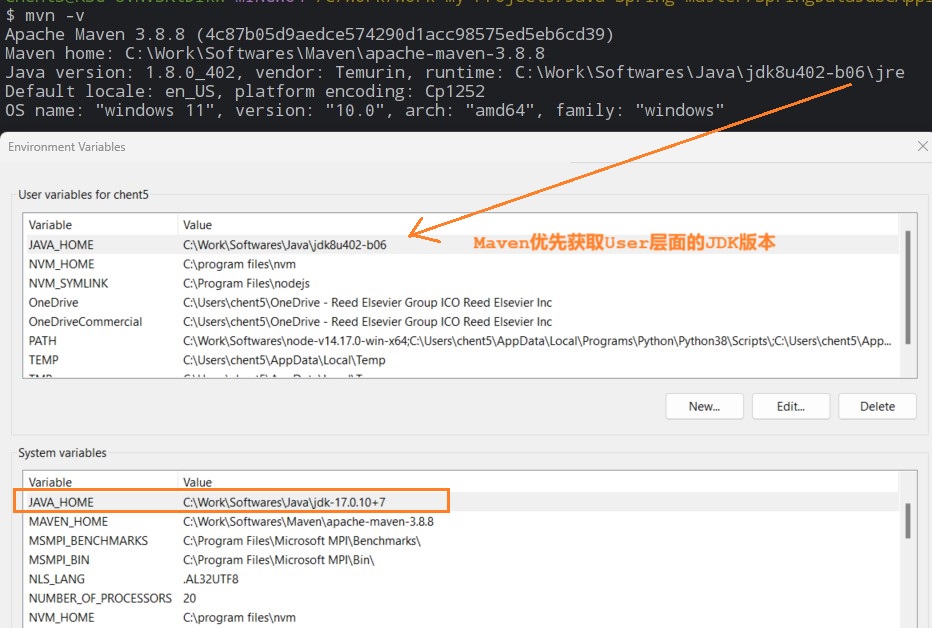 $ mvn -v
Apache Maven 3.8.8 (4c87b05d9aedce574290d1acc98575ed5eb6cd39)
Maven home: C:\Work\Softwares\Maven\apache-maven-3.8.8
Java version: 1.8.0_402, vendor: Temurin, runtime: C:\Work\Softwares\Java\jdk8u402-b06\jre
Default locale: en_US, platform encoding: Cp1252
OS name: "windows 11", version: "10.0", arch: "amd64", family: "windows"
Environment Variables
User variables for chent5
Variable Value
JAVA_HOME C:\Work\Softwares\Java\jdk8u402-b06
Maven优先获取User层面的JDK版本
NVM_HOME C:\program files\nvm
NVM_SYMLINK C:\Program Files\nodejs
OneDrive C:\Users\chent5\OneDrive - Reed Elsevier Group ICO Reed Elsevier Inc
OneDriveCommercial C:\Users\chent5\OneDrive - Reed Elsevier Group ICO Reed Elsevier Inc
PATH C:\Work\Softwares\node-v14.17.0-win-x64;C:\Users\chent5\AppData\Local\Programs\Python\Python38\Scripts\;C:\Users\chent5\App...
TEMP C:\Users\chent5\AppData\Local\Temp
New... Edit... Delete
System variables
Variable Value
JAVA_HOME C:\Work\Softwares\Java\jdk-17.0.10+7
MAVEN_HOME C:\Work\Softwares\Maven\apache-maven-3.8.8
MSMPI_BENCHMARKS C:\Program Files\Microsoft MPI\Benchmarks\
MSMPI_BIN C:\Program Files\Microsoft MPI\Bin\
NLS_LANG .AL32UTF8
NUMBER_OF_PROCESSORS 20
NVM_HOME C:\program files\nvm